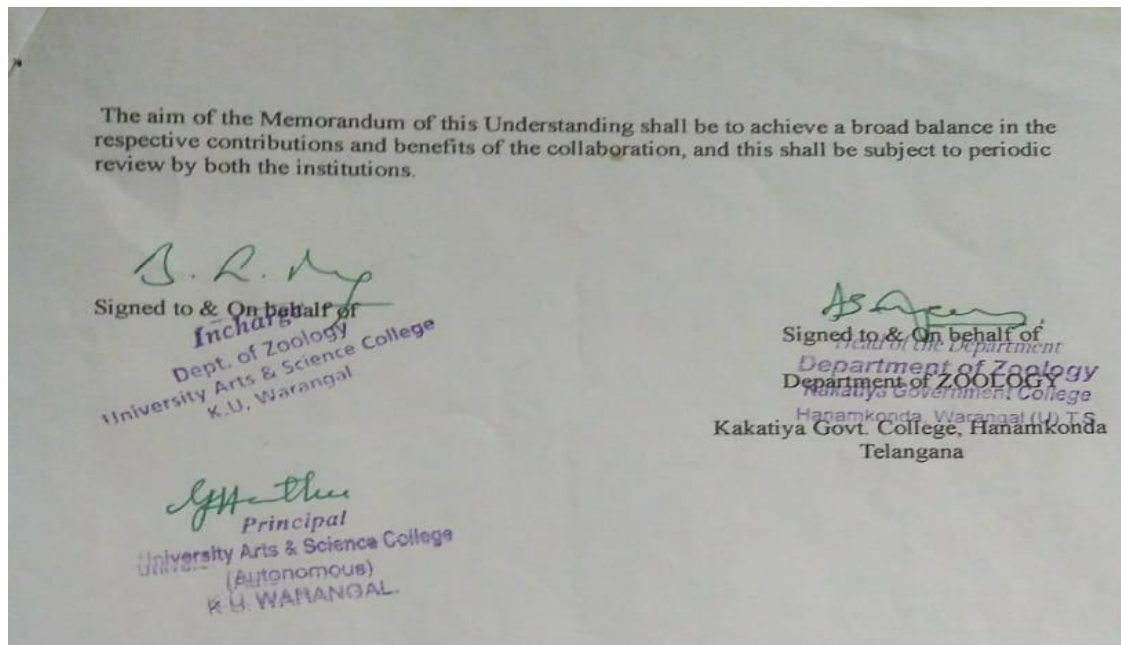 The aim of the Memorandum of this Understanding shall be to achieve a broad balance in the
respective contributions and benefits of the collaboration, and this shall be subject to periodic
review by both the institutions.
Signed to & On behalf of
Incharge
Dept. of Zoology
University Arts & Science College
K.U, Warangal
Signed to & On behalf of
Head of the Department
Department of Zoology
Department of ZOOLOGY
Kakatiya Government College
Hanamkonda, Warangal (U) T.S
Kakatiya Govt. College, Hanamkonda
Telangana
Principal
University Arts & Science College
(Autonomous)
K.U. WARANGAL.